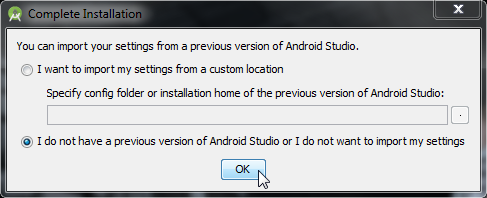 Complete Installation
You can import your settings from a previous version of Android Studio.
I want to import my settings from a custom location
Specify config folder or installation home of the previous version of Android Studio:
.
I do not have a previous version of Android Studio or I do not want to import my settings
OK